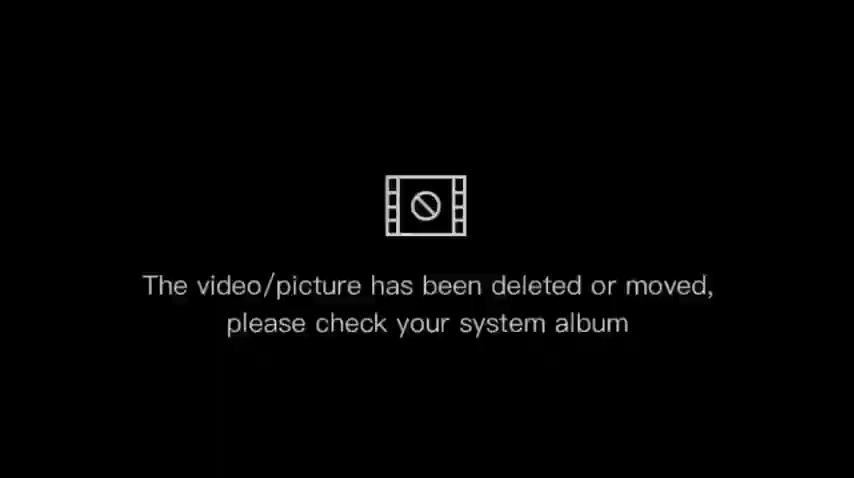 The video/picture has been deleted or moved,
please check your system album